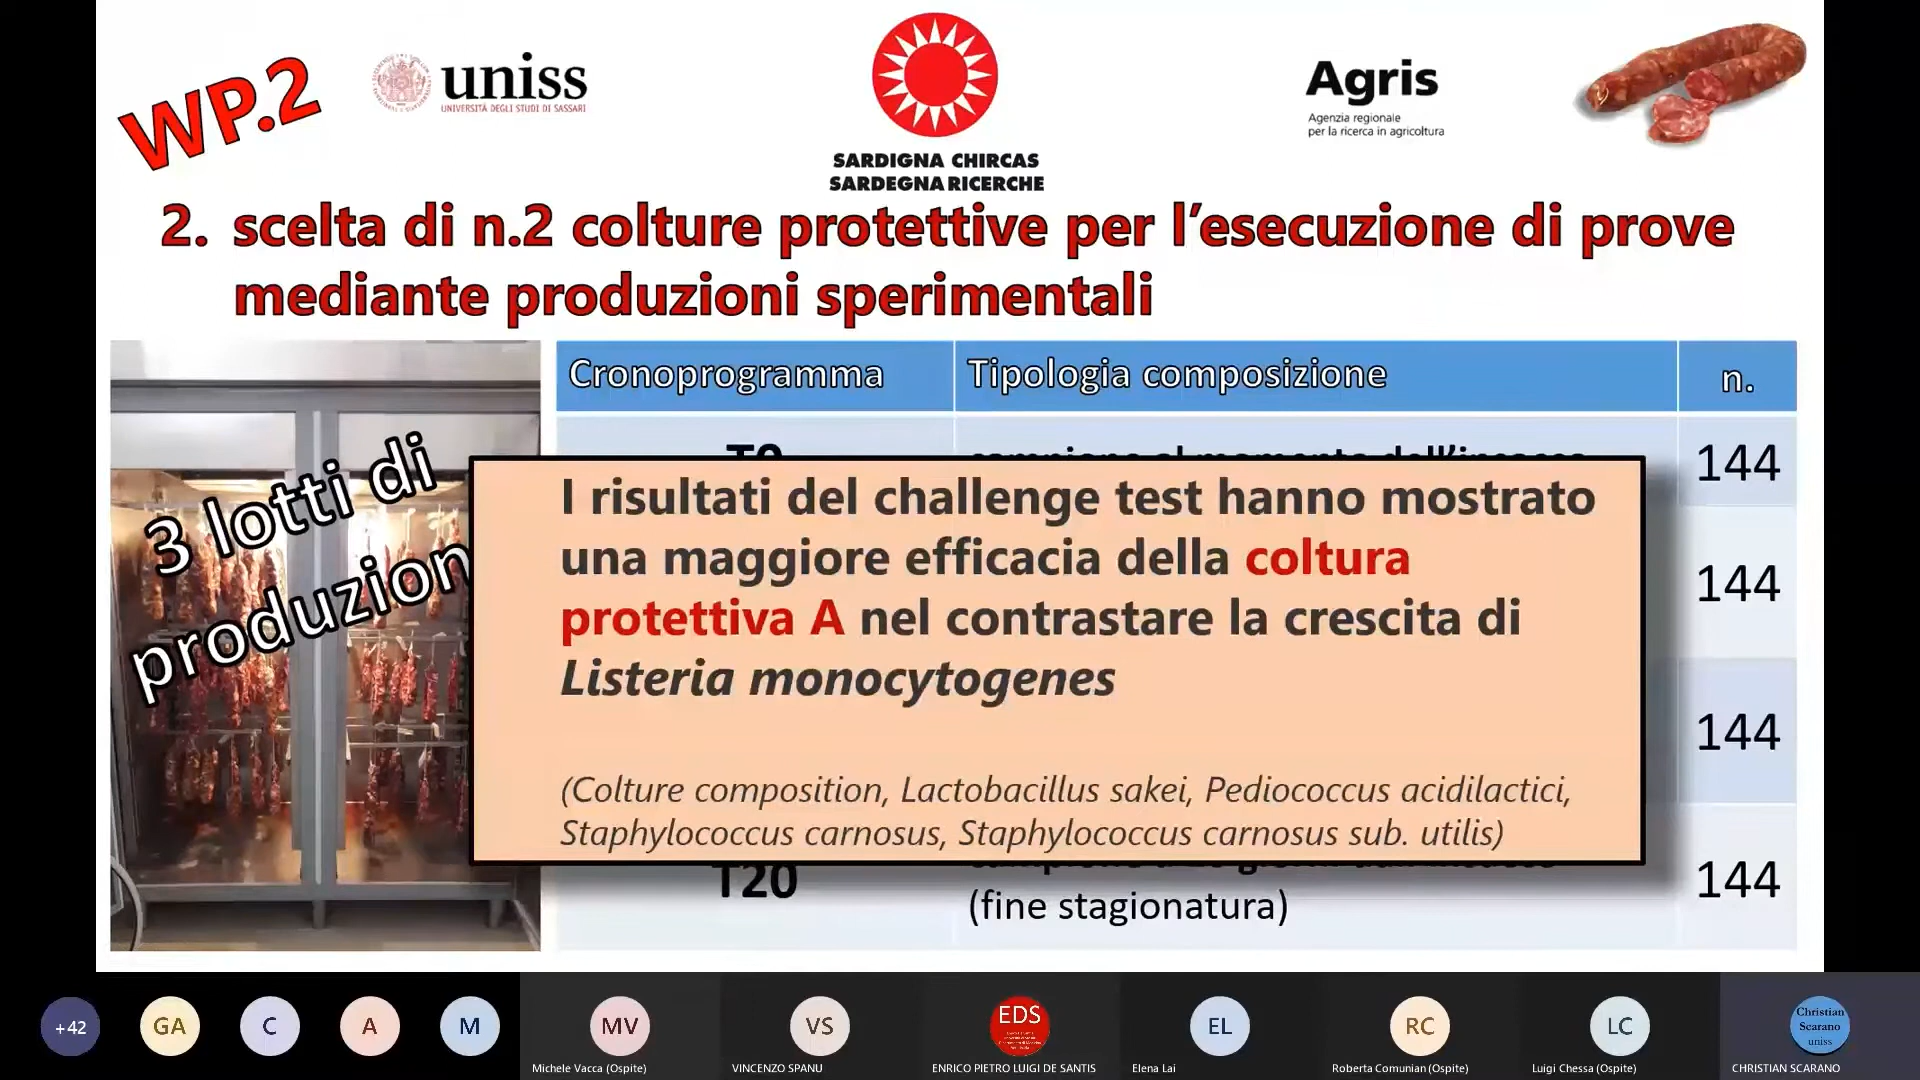 WP.2
uniss
UNIVERSITÀ DEGLI STUDI DI SASSARI
SARDIGNA CHIRCAS
SARDEGNA RICERCHE
Agris
Agenzia regionale
per la ricerca in agricoltura
2. scelta di n.2 colture protettive per l’esecuzione di prove
mediante produzioni sperimentali
3 lotti di
produzion
Cronoprogramma Tipologia composizione n.
144
144
144
T20 144
(fine stagionatura)
I risultati del challenge test hanno mostrato
una maggiore efficacia della coltura
protettiva A nel contrastare la crescita di
Listeria monocytogenes
(Colture composition, Lactobacillus sakei, Pediococcus acidilactici,
Staphylococcus carnosus, Staphylococcus carnosus sub. utilis)
+42
GA
C
A
M
MV
Michele Vacca (Ospite)
VS
VINCENZO SPANU
EDS
ENRICO PIETRO LUIGI DE SANTIS
EL
Elena Lai
RC
Roberta Comunian (Ospite)
LC
Luigi Chessa (Ospite)
Christian
Scarano
uniss
CHRISTIAN SCARANO